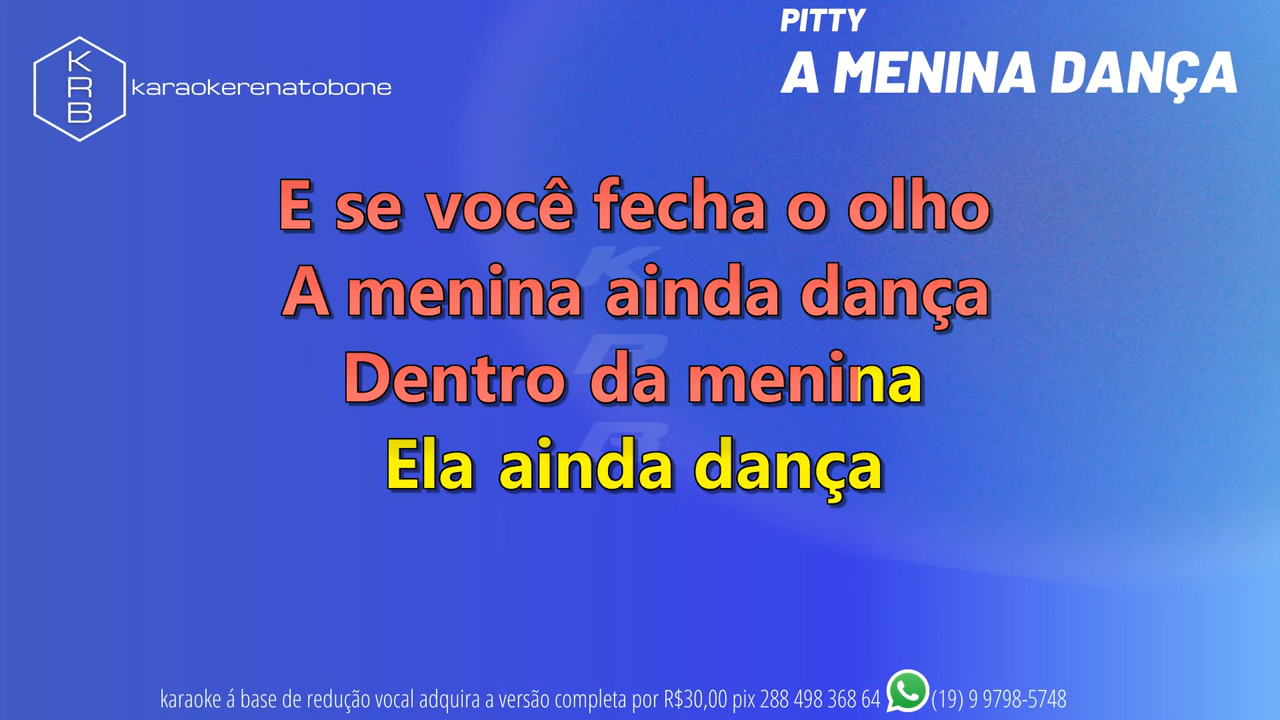 PITTY
A MENINA DANÇA
K
R
B
karaokerenatobone
E se você fecha o olho
A menina ainda dança
Dentro da menina
Ela ainda dança
K
R
B
karaoke á base de redução vocal adquira a versão completa por R$30,00 pix 288 498 368 64 (19) 9 9798-5748